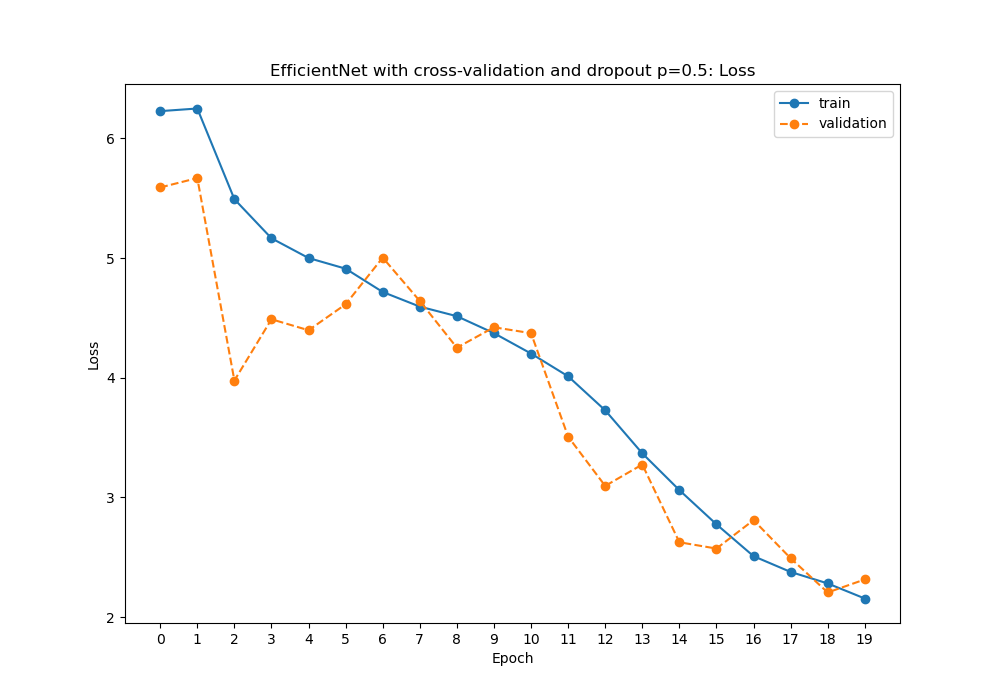 EfficientNet with cross-validation and dropout p=0.5: Loss
train
validation
6
5
4
3
2
Loss
0 1 2 3 4 5 6 7 8 9 10 11 12 13 14 15 16 17 18 19
Epoch